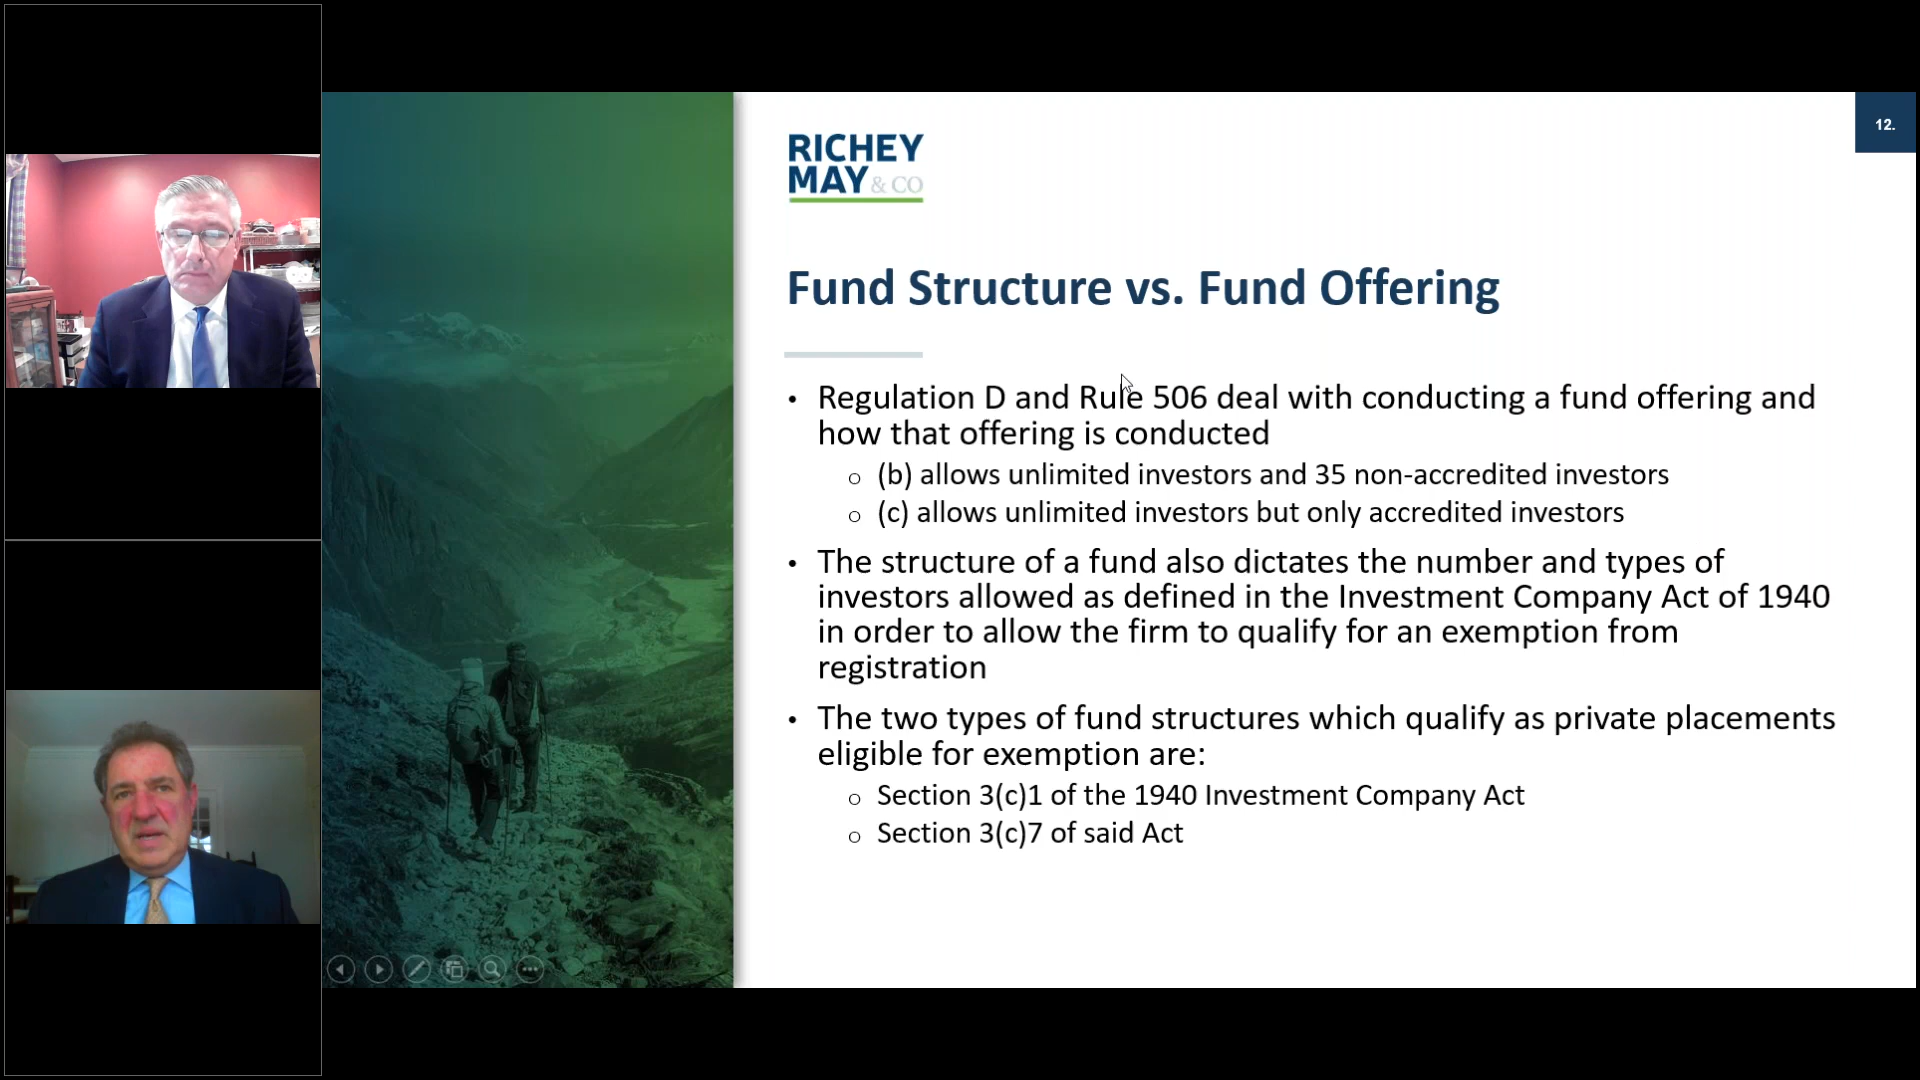 RICHEY
MAY & CO
12.
Fund Structure vs. Fund Offering
• Regulation D and Rule 506 deal with conducting a fund offering and
how that offering is conducted
o (b) allows unlimited investors and 35 non-accredited investors
o (c) allows unlimited investors but only accredited investors
• The structure of a fund also dictates the number and types of
investors allowed as defined in the Investment Company Act of 1940
in order to allow the firm to qualify for an exemption from
registration
• The two types of fund structures which qualify as private placements
eligible for exemption are:
o Section 3(c)1 of the 1940 Investment Company Act
o Section 3(c)7 of said Act